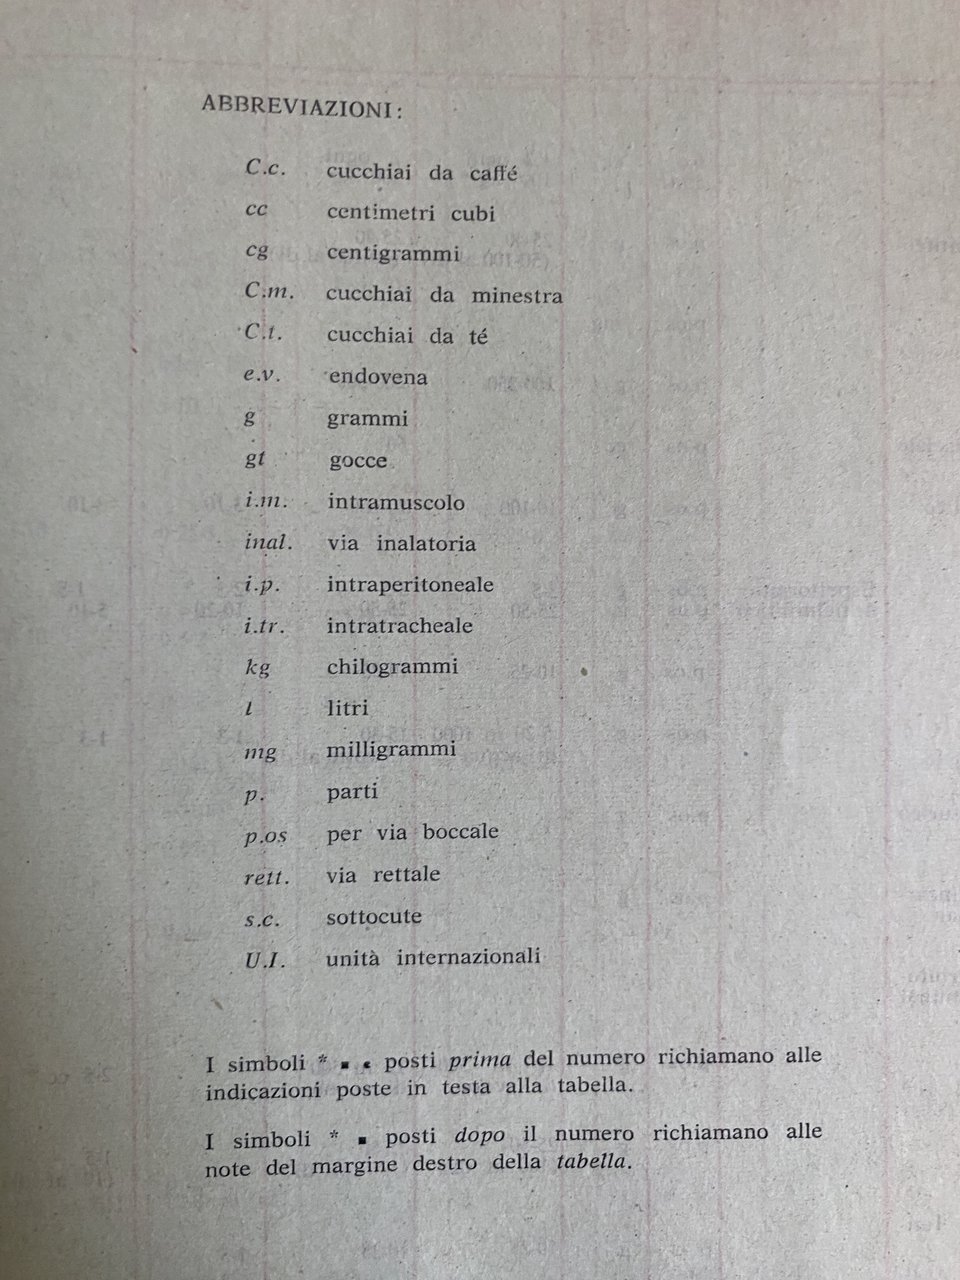 ABBREVIAZIONI:
C.c. cucchiai da caffé
cc centimetri cubi
cg centigrammi
C.m. cucchiai da minestra
C.t. cucchiai da té
e.v. endovena
g grammi
gt gocce
i.m. intramuscolo
inal. via inalatoria
i.p. intraperitoneale
i.tr. intratracheale
kg chilogrammi
l litri
mg milligrammi
p. parti
p.os per via boccale
rett. via rettale
s.c. sottocute
U.I. unità internazionali
I simboli * ▪ • posti prima del numero richiamano alle
indicazioni poste in testa alla tabella.
I simboli * ▪ posti dopo il numero richiamano alle
note del margine destro della tabella.